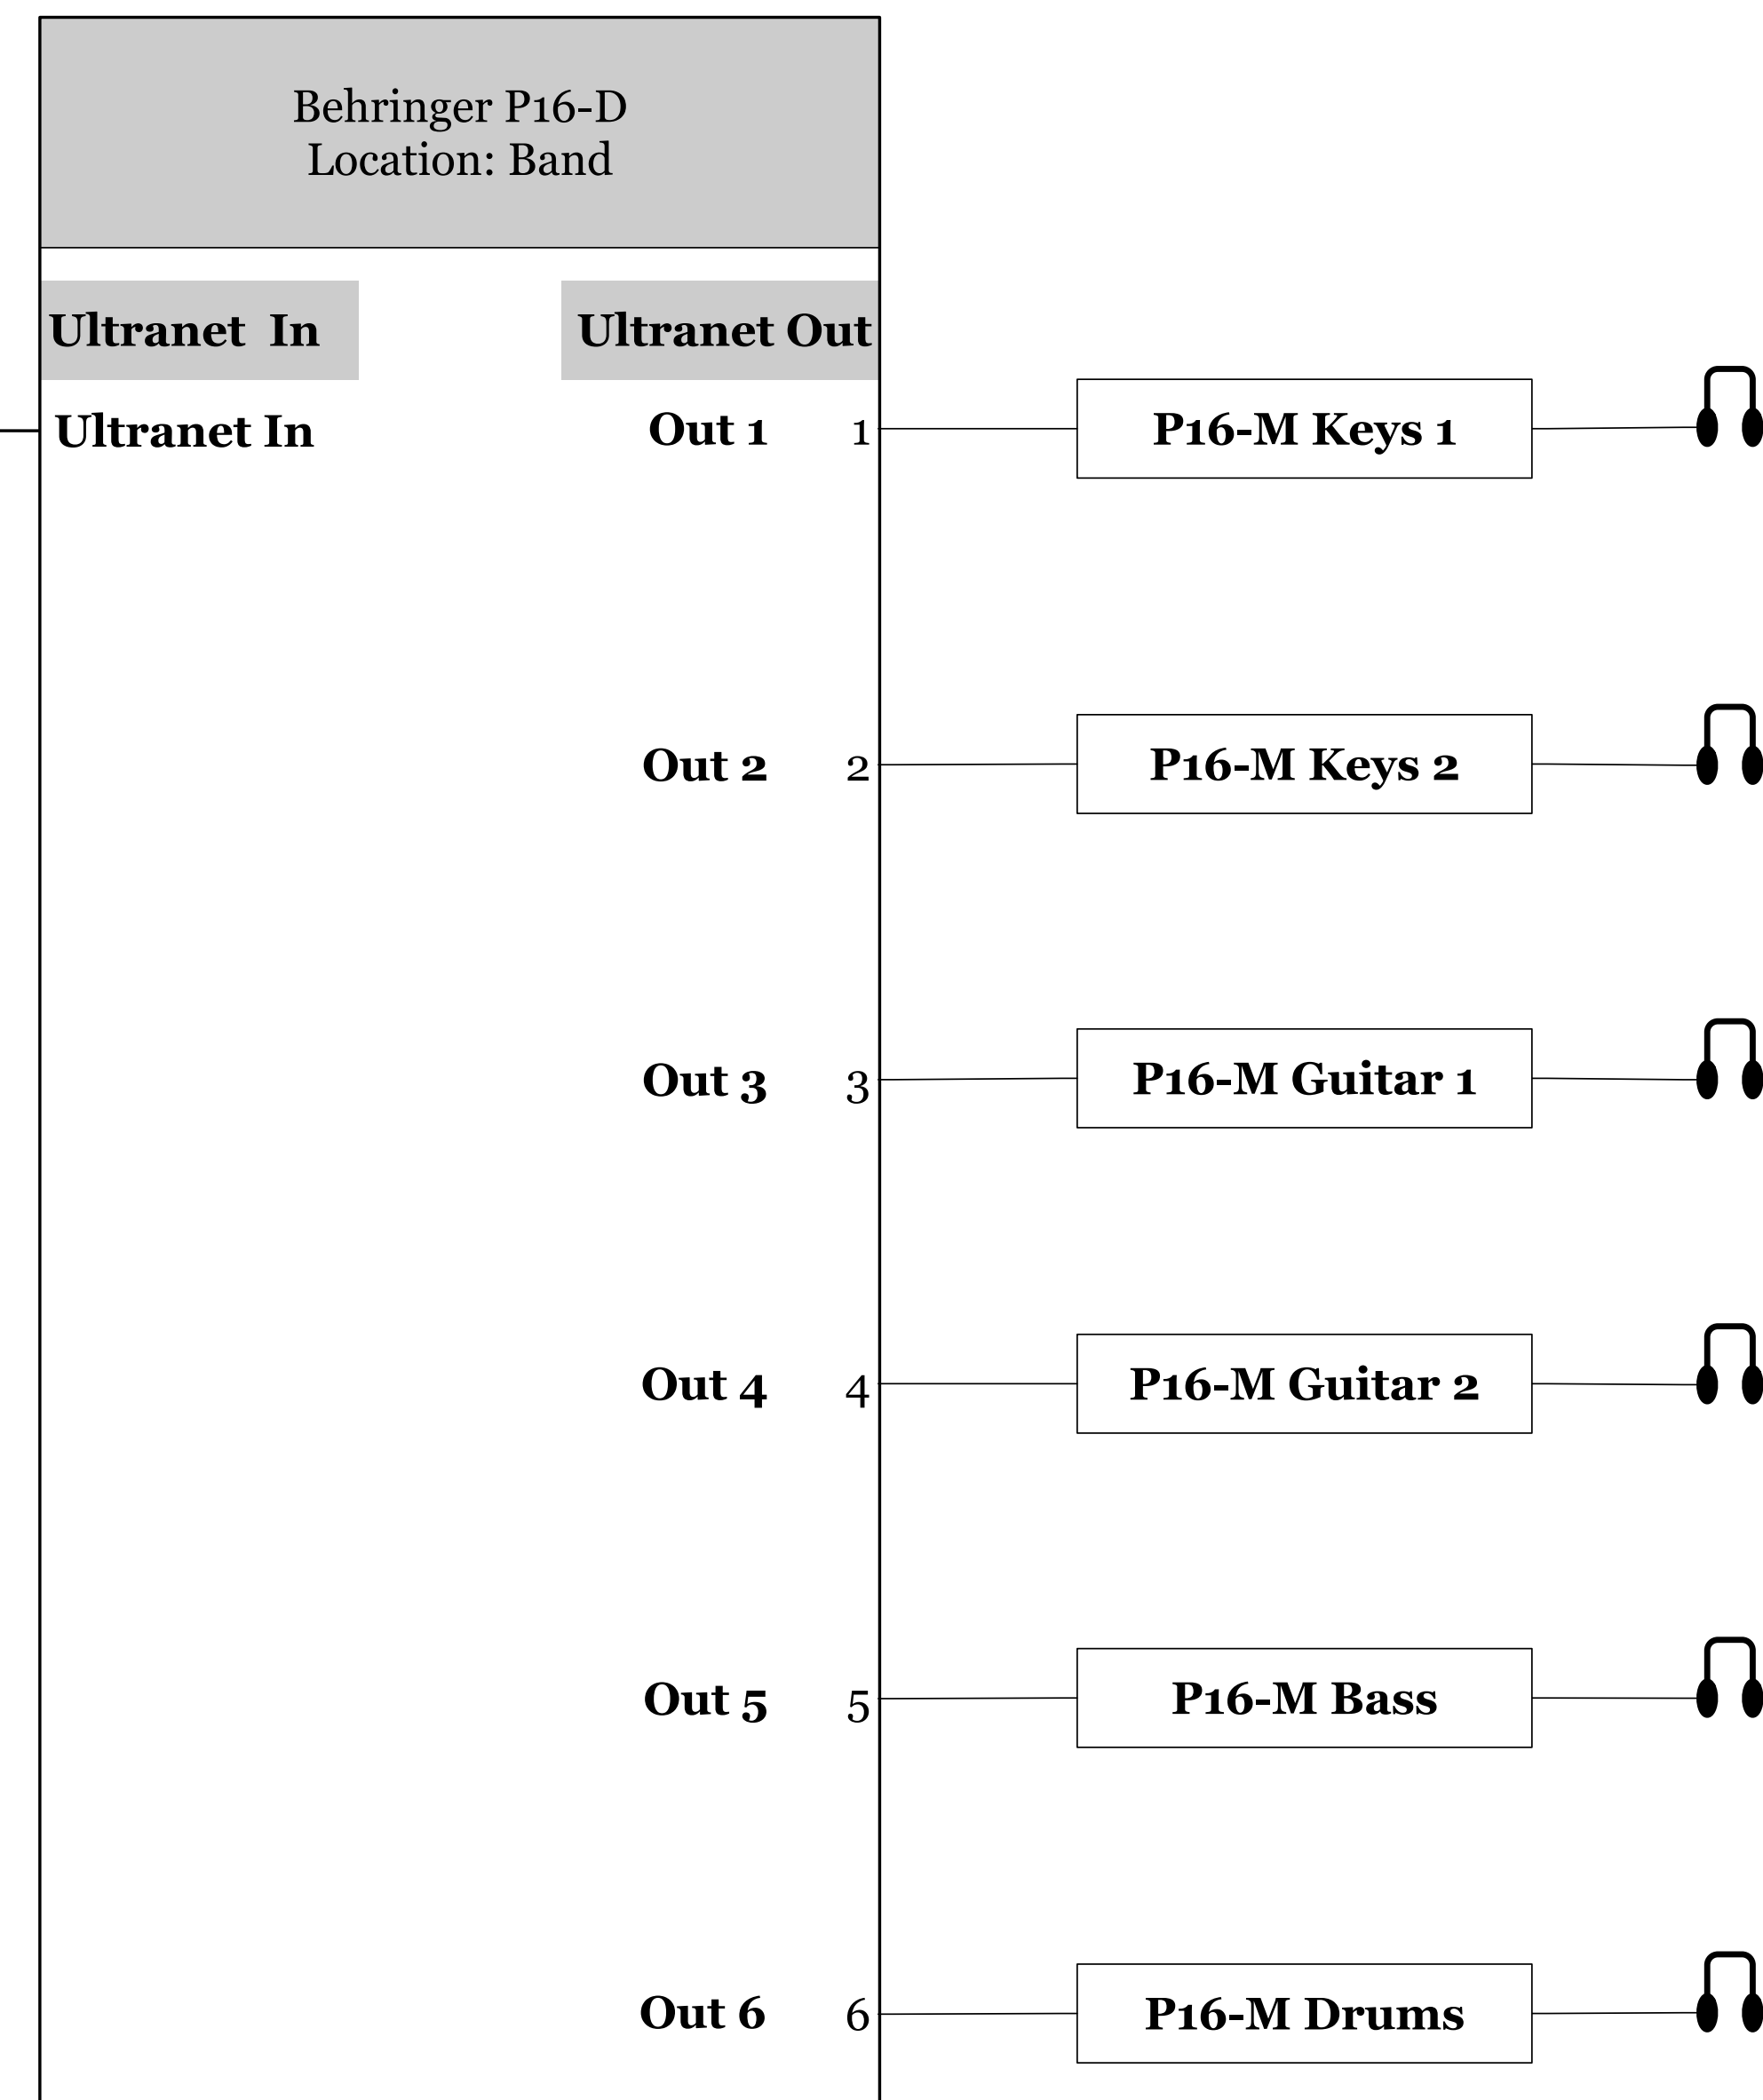 Behringer P16-D
Location: Band
Ultranet In Ultranet Out
Ultranet In Out 1 1 P16-M Keys 1
Out 2 2 P16-M Keys 2
Out 3 3 P16-M Guitar 1
Out 4 4 P16-M Guitar 2
Out 5 5 P16-M Bass
Out 6 6 P16-M Drums